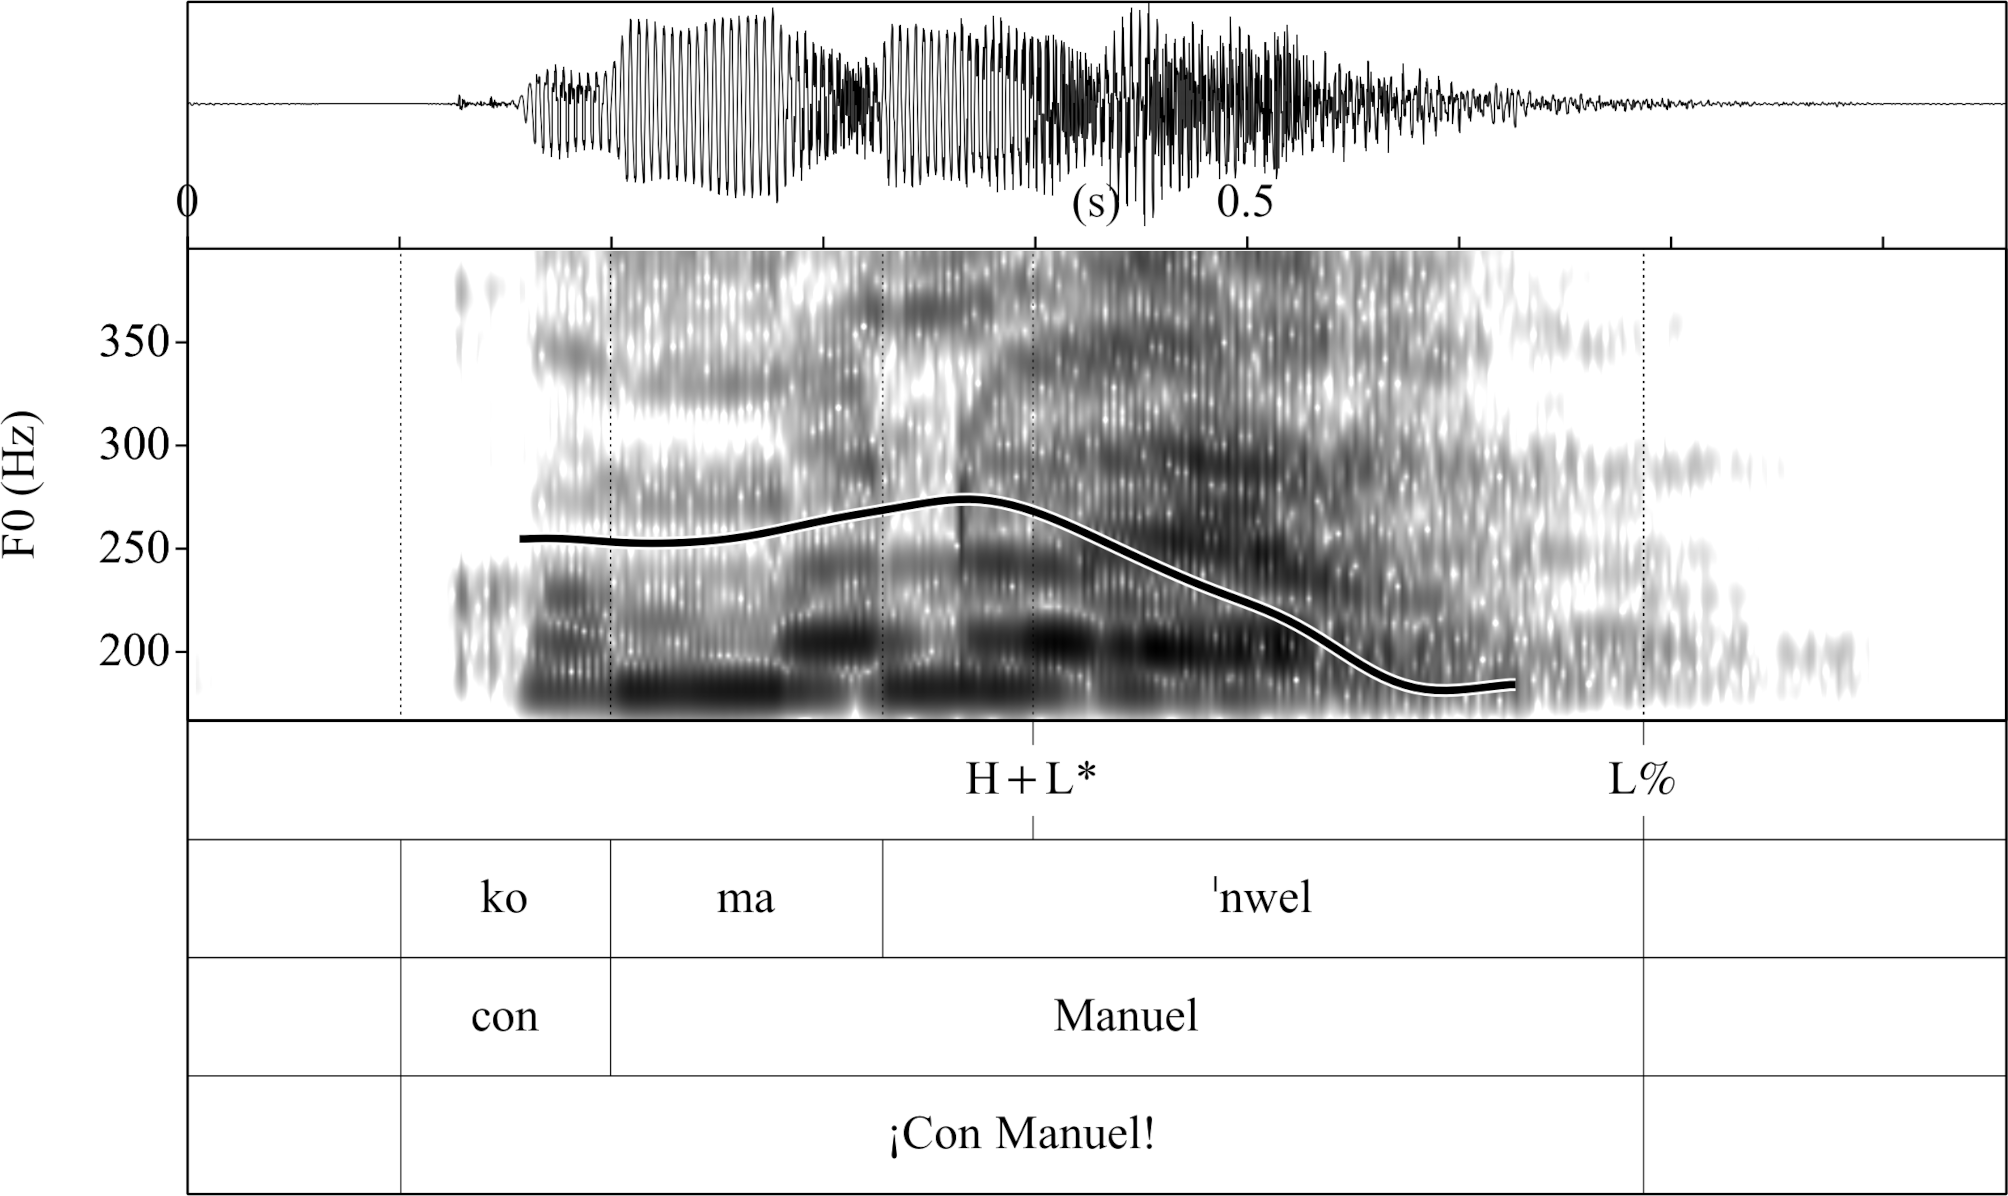 0 (s) 0.5
350
300
250
200
F0 (Hz)
H+L* L%
ko ma ˈnwel
con Manuel
¡Con Manuel!